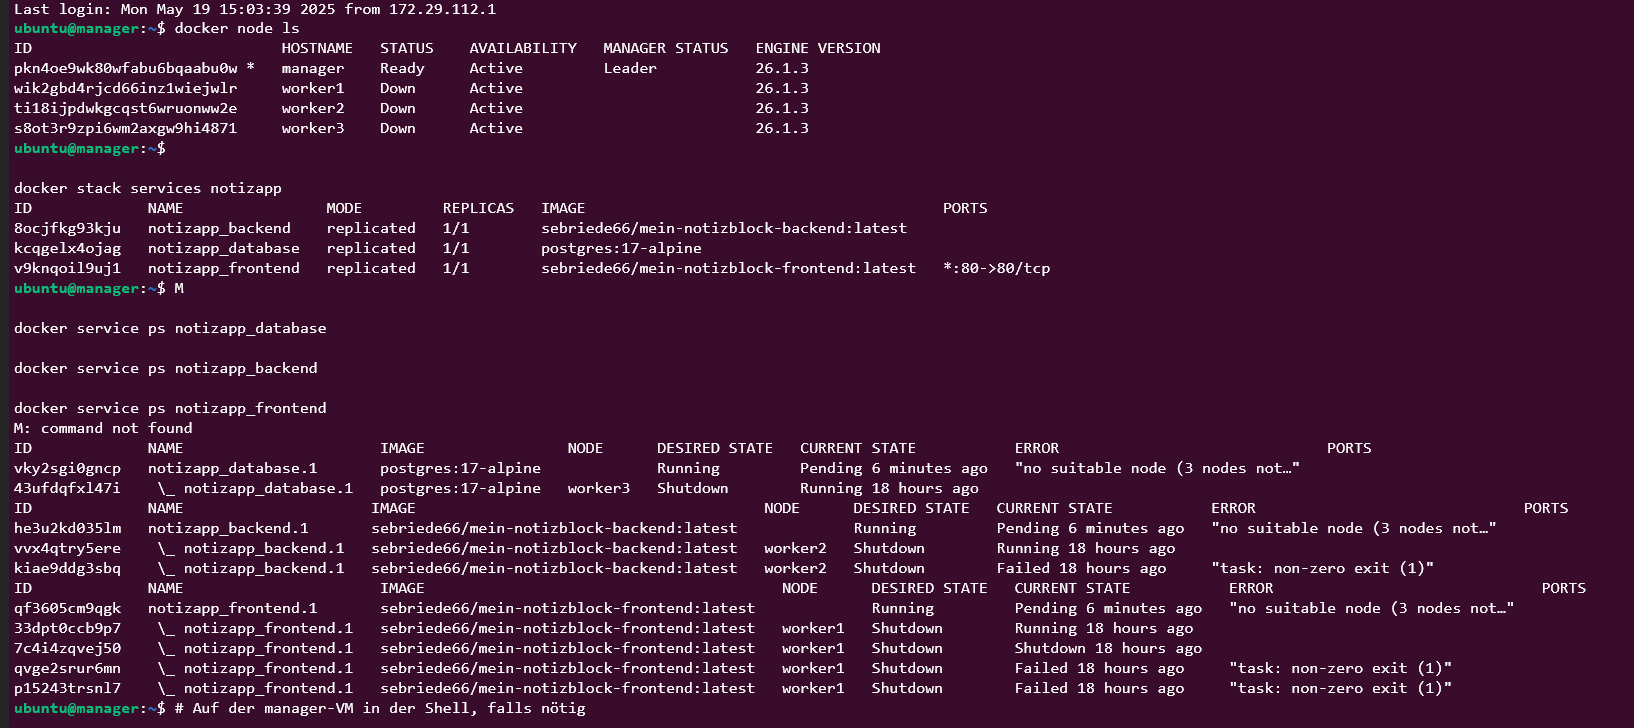 Last login: Mon May 19 15:03:39 2025 from 172.29.112.1
ubuntu@manager:~$ docker node ls
ID                            HOSTNAME   STATUS    AVAILABILITY   MANAGER STATUS   ENGINE VERSION
pkn4oe9wk80wfabu6bqaabu0w *   manager    Ready     Active         Leader           26.1.3
wik2gbd4rjcd66inz1wiejwlr     worker1    Down      Active                          26.1.3
ti18ijpdwkgcqst6wruonww2e     worker2    Down      Active                          26.1.3
s8ot3r9zpi6wm2axgw9hi4871     worker3    Down      Active                          26.1.3
ubuntu@manager:~$
docker stack services notizapp
ID             NAME                MODE         REPLICAS   IMAGE                                        PORTS
8ocjfkg93kju   notizapp_backend    replicated   1/1        sebriede66/mein-notizblock-backend:latest
kcqgelx4ojag   notizapp_database   replicated   1/1        postgres:17-alpine
v9knqoil9uj1   notizapp_frontend   replicated   1/1        sebriede66/mein-notizblock-frontend:latest   *:80->80/tcp
ubuntu@manager:~$ M
docker service ps notizapp_database
docker service ps notizapp_backend
docker service ps notizapp_frontend
M: command not found
ID             NAME                      IMAGE                NODE      DESIRED STATE   CURRENT STATE           ERROR                              PORTS
vky2sgi0gncp   notizapp_database.1       postgres:17-alpine             Running         Pending 6 minutes ago   "no suitable node (3 nodes not…"
43ufdqfxl47i    \_ notizapp_database.1   postgres:17-alpine   worker3   Shutdown        Running 18 hours ago
ID             NAME                     IMAGE                                       NODE      DESIRED STATE   CURRENT STATE           ERROR                              PORTS
he3u2kd035lm   notizapp_backend.1       sebriede66/mein-notizblock-backend:latest             Running         Pending 6 minutes ago   "no suitable node (3 nodes not…"
vvx4qtry5ere    \_ notizapp_backend.1   sebriede66/mein-notizblock-backend:latest   worker2   Shutdown        Running 18 hours ago
kiae9ddg3sbq    \_ notizapp_backend.1   sebriede66/mein-notizblock-backend:latest   worker2   Shutdown        Failed 18 hours ago     "task: non-zero exit (1)"
ID             NAME                      IMAGE                                        NODE      DESIRED STATE   CURRENT STATE           ERROR                              PORTS
qf3605cm9qgk   notizapp_frontend.1       sebriede66/mein-notizblock-frontend:latest             Running         Pending 6 minutes ago   "no suitable node (3 nodes not…"
33dpt0ccb9p7    \_ notizapp_frontend.1   sebriede66/mein-notizblock-frontend:latest   worker1   Shutdown        Running 18 hours ago
7c4i4zqvej50    \_ notizapp_frontend.1   sebriede66/mein-notizblock-frontend:latest   worker1   Shutdown        Shutdown 18 hours ago
qvge2srur6mn    \_ notizapp_frontend.1   sebriede66/mein-notizblock-frontend:latest   worker1   Shutdown        Failed 18 hours ago     "task: non-zero exit (1)"
p15243trsnl7    \_ notizapp_frontend.1   sebriede66/mein-notizblock-frontend:latest   worker1   Shutdown        Failed 18 hours ago     "task: non-zero exit (1)"
ubuntu@manager:~$ # Auf der manager-VM in der Shell, falls nötig